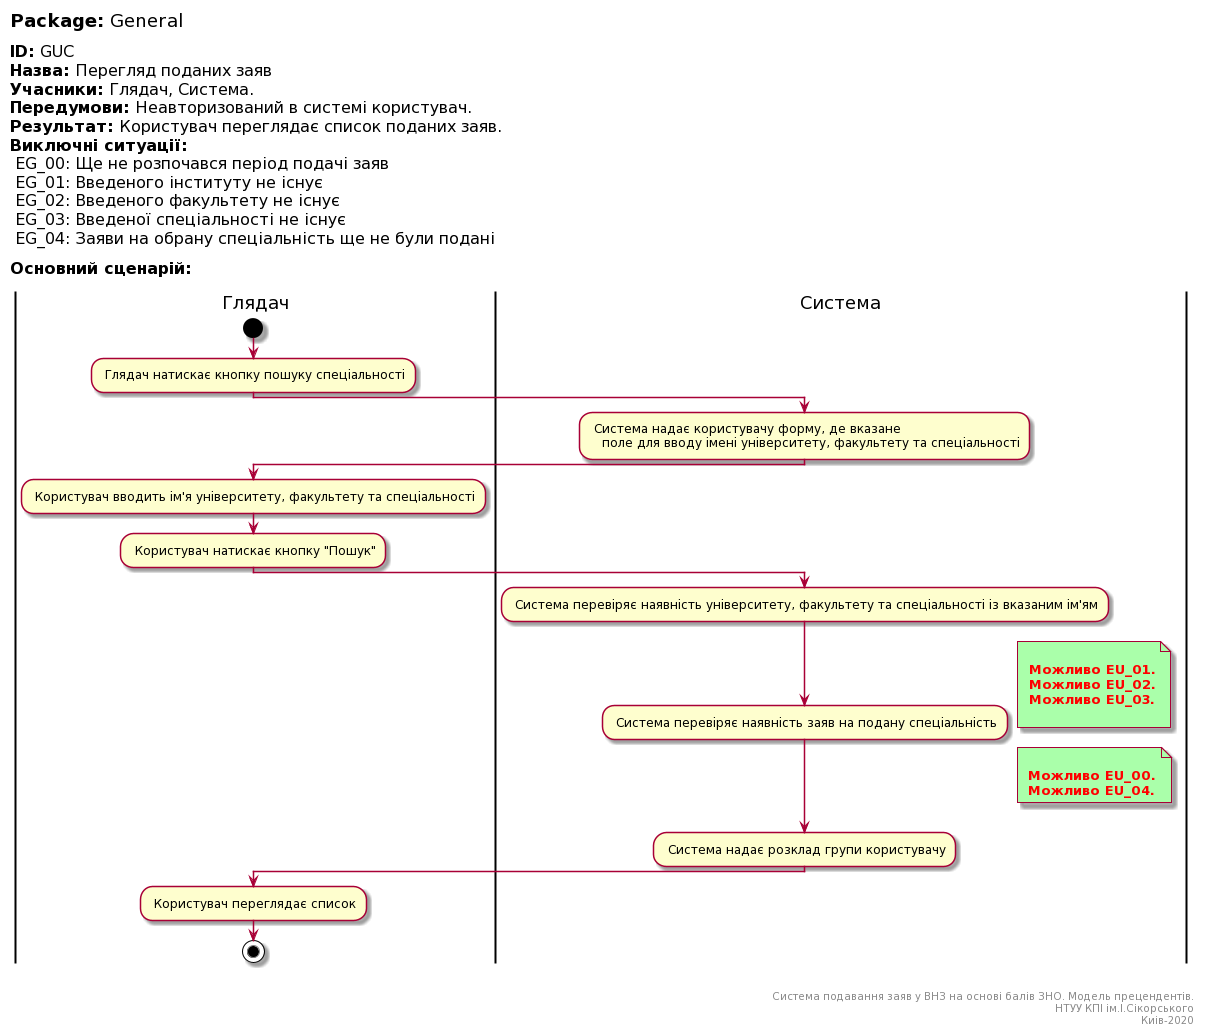 Package: General
ID: GUC
Назва: Перегляд поданих заяв
Учасники: Глядач, Система.
Передумови: Неавторизований в системі користувач.
Результат: Користувач переглядає список поданих заяв.
Виключні ситуації:
EG_00: Ще не розпочався період подачі заяв
EG_01: Введеного інституту не існує
EG_02: Введеного факультету не існує
EG_03: Введеної спеціальності не існує
EG_04: Заяви на обрану спеціальність ще не були подані
Основний сценарій:
Глядач
Система
Глядач натискає кнопку пошуку спеціальності
Система надає користувачу форму, де вказане
поле для вводу імені університету, факультету та спеціальності
Користувач вводить ім'я університету, факультету та спеціальності
Користувач натискає кнопку "Пошук"
Система перевіряє наявність університету, факультету та спеціальності із вказаним ім'ям
Можливо EU_01.
Можливо EU_02.
Можливо EU_03.
Система перевіряє наявність заяв на подану спеціальність
Можливо EU_00.
Можливо EU_04.
Система надає розклад групи користувачу
Користувач переглядає список
Система подавання заяв у ВНЗ на основі балів ЗНО. Модель прецендентів.
НТУУ КПІ ім.І.Сікорського
Київ-2020